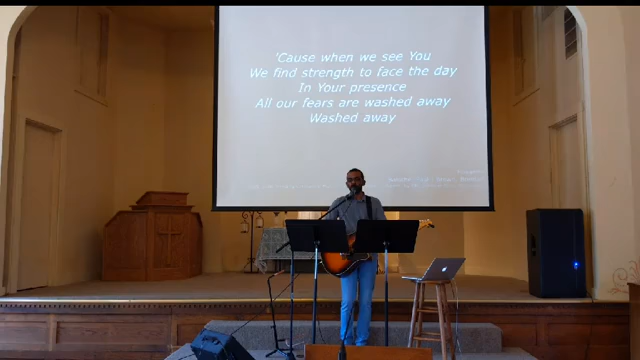 'Cause when we see You
We find strength to face the day
In Your presence
All our fears are washed away
Washed away